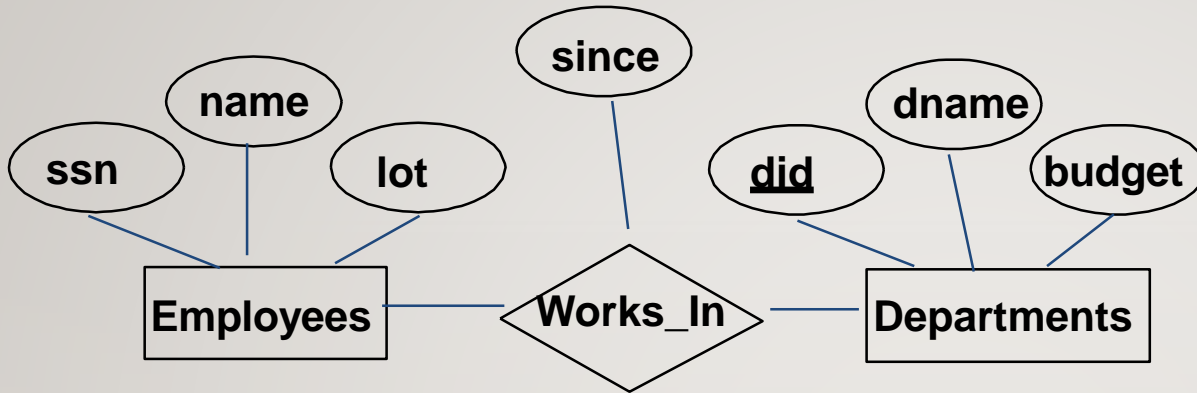 since
name
dname
ssn
lot
did
budget
Employees
Works_In
Departments